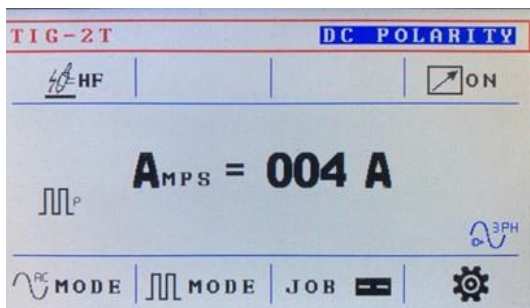 TIG-2T DC POLARITY
HF ON
AMPS = 004 A
P
3PH
AC MODE MODE JOB --